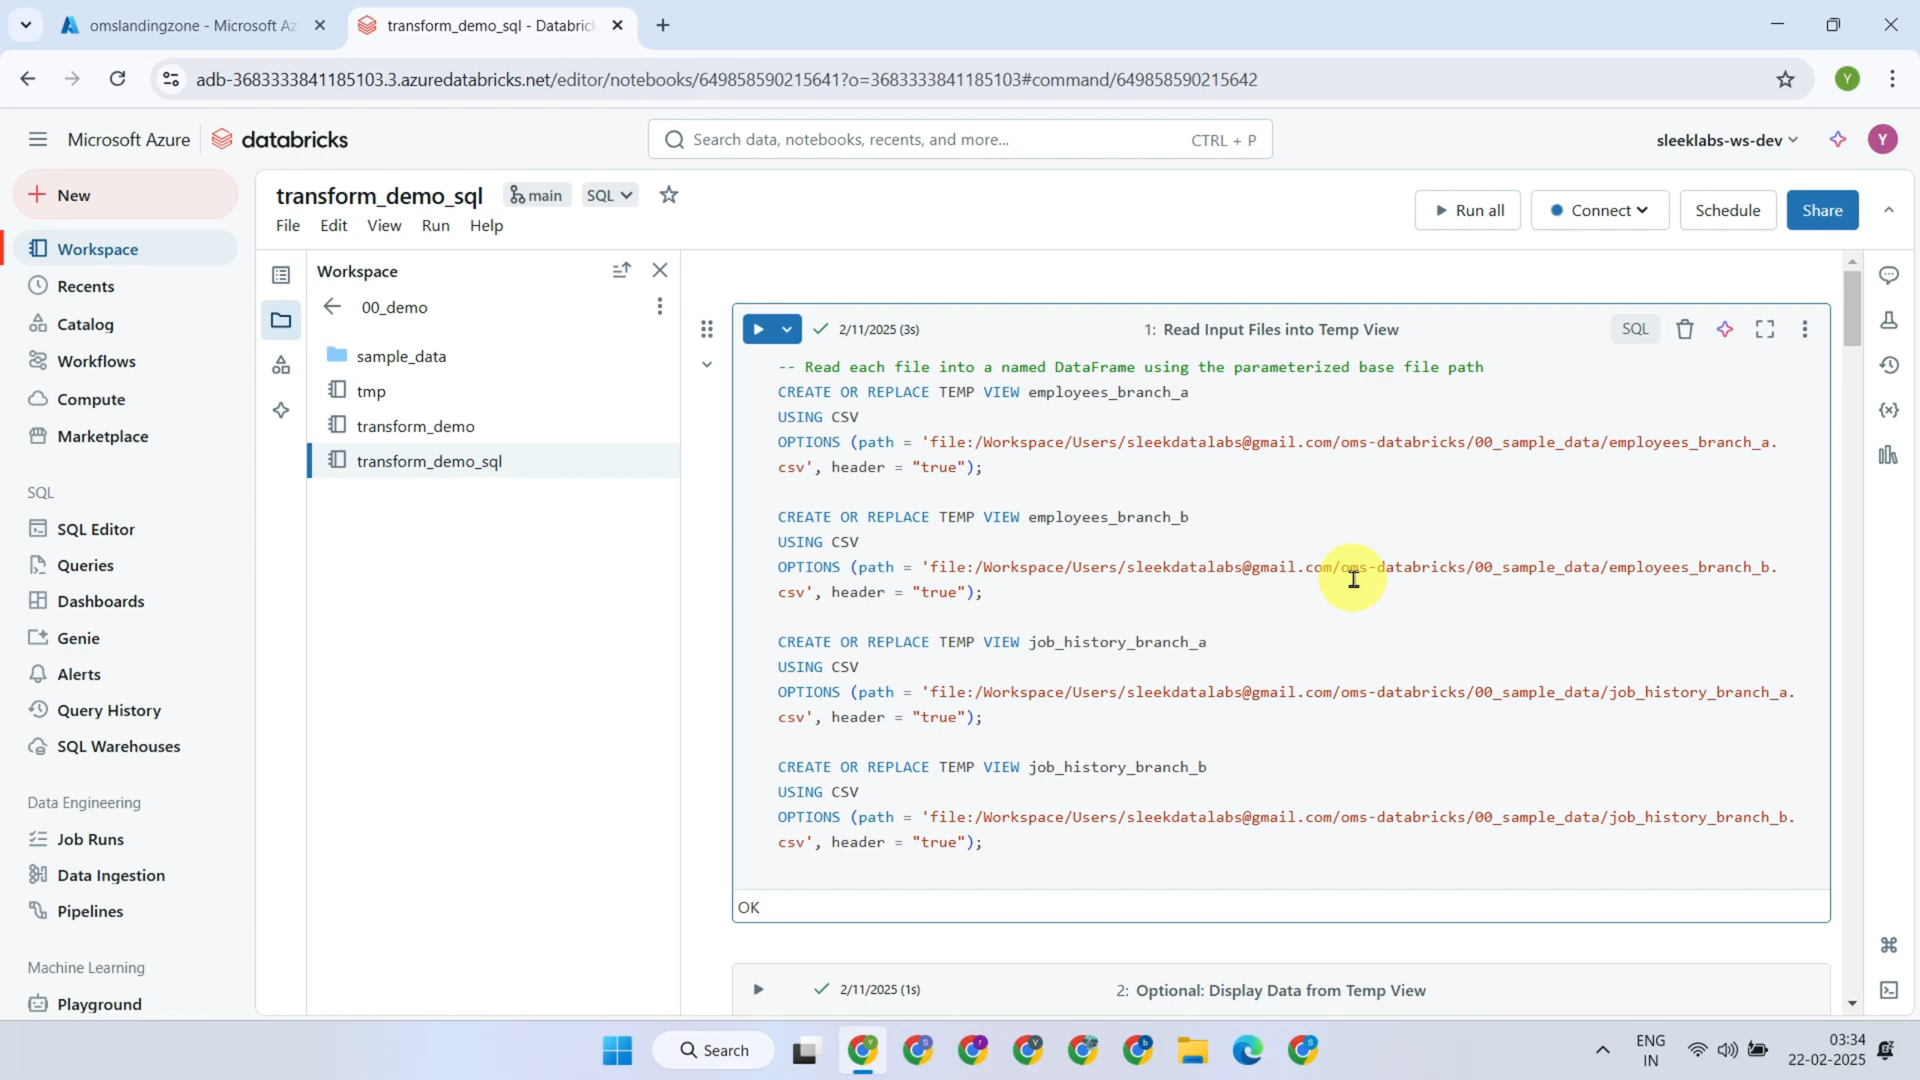 omslandingzone - Microsoft Az
transform_demo_sql - Databric
adb-3683333841185103.3.azuredatabricks.net/editor/notebooks/649858590215641?o=3683333841185103#command/649858590215642
Y
Microsoft Azure
databricks
Search data, notebooks, recents, and more...
CTRL + P
sleeklabs-ws-dev
Y
New
Workspace
Recents
Catalog
Workflows
Compute
Marketplace
SQL
SQL Editor
Queries
Dashboards
Genie
Alerts
Query History
SQL Warehouses
Data Engineering
Job Runs
Data Ingestion
Pipelines
Machine Learning
Playground
transform_demo_sql
main
SQL
File Edit View Run Help
Run all
Connect
Schedule
Share
Workspace
00_demo
sample_data
tmp
transform_demo
transform_demo_sql
2/11/2025 (3s)
1: Read Input Files into Temp View
SQL
-- Read each file into a named DataFrame using the parameterized base file path
CREATE OR REPLACE TEMP VIEW employees_branch_a
USING CSV
OPTIONS (path = 'file:/Workspace/Users/sleekdatalabs@gmail.com/oms-databricks/00_sample_data/employees_branch_a.
csv', header = "true");
CREATE OR REPLACE TEMP VIEW employees_branch_b
USING CSV
OPTIONS (path = 'file:/Workspace/Users/sleekdatalabs@gmail.com/oms-databricks/00_sample_data/employees_branch_b.
csv', header = "true");
CREATE OR REPLACE TEMP VIEW job_history_branch_a
USING CSV
OPTIONS (path = 'file:/Workspace/Users/sleekdatalabs@gmail.com/oms-databricks/00_sample_data/job_history_branch_a.
csv', header = "true");
CREATE OR REPLACE TEMP VIEW job_history_branch_b
USING CSV
OPTIONS (path = 'file:/Workspace/Users/sleekdatalabs@gmail.com/oms-databricks/00_sample_data/job_history_branch_b.
csv', header = "true");
OK
2/11/2025 (1s)
2: Optional: Display Data from Temp View
Search
ENG
IN
03:34
22-02-2025